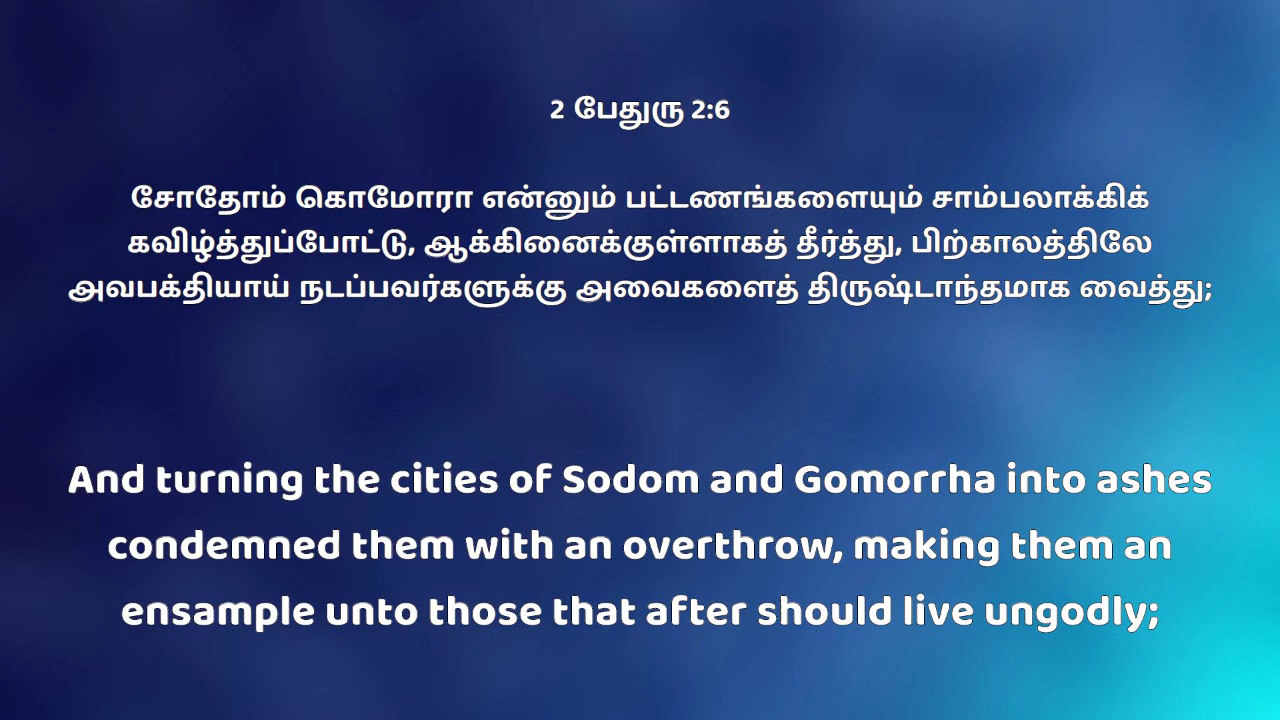 2 பேதுரு 2:6
சோதோம் கொமோரா என்னும் பட்டணங்களையும் சாம்பலாக்கிக்
கவிழ்த்துப்போட்டு, ஆக்கினைக்குள்ளாகத் தீர்த்து, பிற்காலத்திலே
அவபக்தியாய் நடப்பவர்களுக்கு அவைகளைத் திருஷ்டாந்தமாக வைத்து;
And turning the cities of Sodom and Gomorrha into ashes
condemned them with an overthrow, making them an
ensample unto those that after should live ungodly;